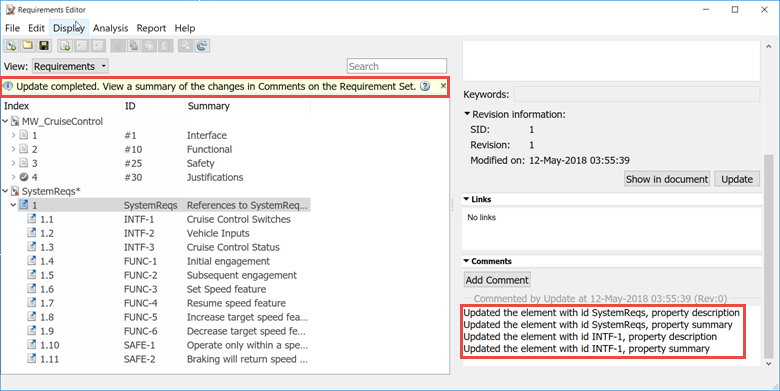 Requirements Editor
File Edit Display Analysis Report Help
View: Requirements
Search
Update completed. View a summary of the changes in Comments on the Requirement Set.
Index ID Summary
MW_CruiseControl
1 #1 Interface
2 #10 Functional
3 #25 Safety
4 #30 Justifications
SystemReqs*
1 SystemReqs References to SystemReq...
1.1 INTF-1 Cruise Control Switches
1.2 INTF-2 Vehicle Inputs
1.3 INTF-3 Cruise Control Status
1.4 FUNC-1 Initial engagement
1.5 FUNC-2 Subsequent engagement
1.6 FUNC-3 Set Speed feature
1.7 FUNC-4 Resume speed feature
1.8 FUNC-5 Increase target speed fea...
1.9 FUNC-6 Decrease target speed fe...
1.10 SAFE-1 Operate only within a spe...
1.11 SAFE-2 Braking will return speed ...
Keywords:
Revision information:
SID: 1
Revision: 1
Modified on: 12-May-2018 03:55:39
Show in document Update
Links
No links
Comments
Add Comment
Commented by Update at 12-May-2018 03:55:39 (Rev:0)
Updated the element with id SystemReqs, property description
Updated the element with id SystemReqs, property summary
Updated the element with id INTF-1, property description
Updated the element with id INTF-1, property summary